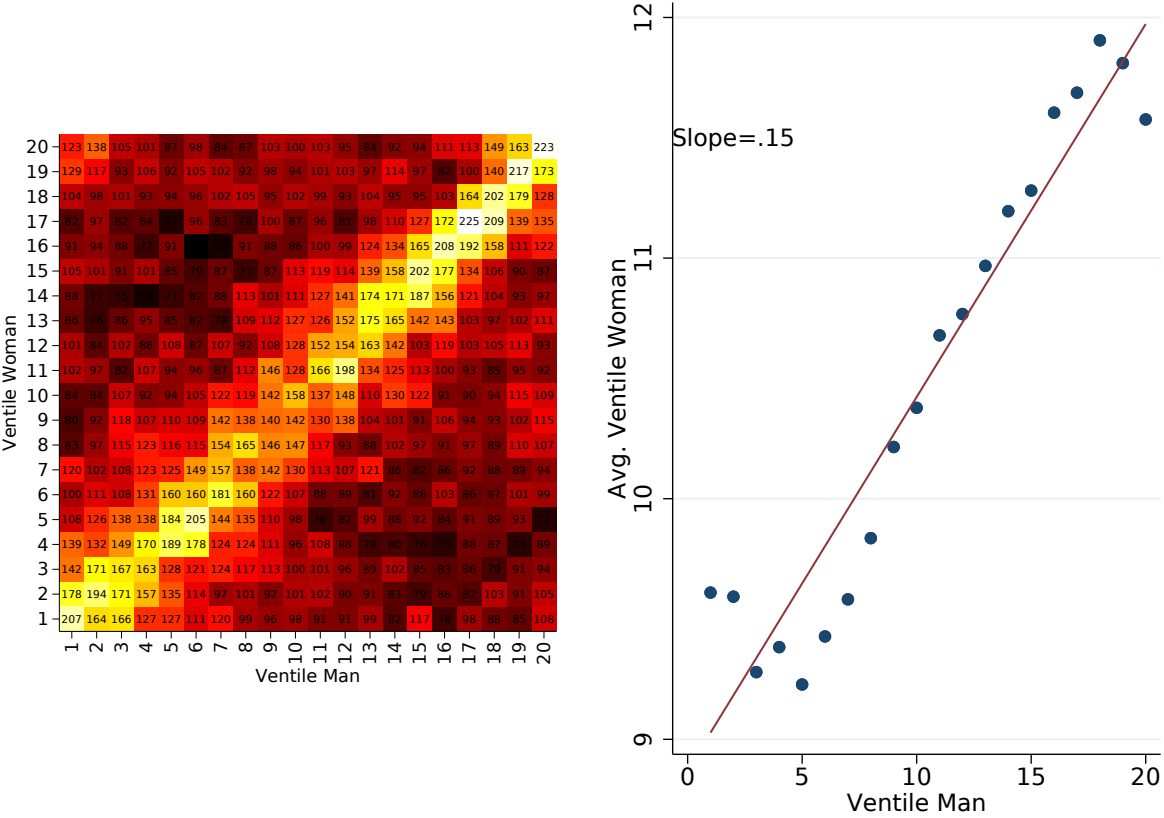 20 123 138 105 101 87 98 84 87 103 100 103 95 84 92 94 111 113 149 163 223
19 129 117 93 106 92 105 102 92 98 94 101 103 97 114 97 82 100 140 217 173
18 104 98 101 93 94 96 102 105 95 102 99 93 104 95 95 103 164 202 179 128
17 82 97 82 84 96 85 78 100 87 96 81 98 110 127 172 225 209 139 135
16 91 94 88 77 91 91 88 86 100 99 124 134 165 208 192 158 111 122
15 105 101 91 101 85 79 87 77 87 113 119 114 139 158 202 177 134 106 90 87
14 88 77 75 77 82 88 113 101 111 127 141 174 171 187 156 121 104 93 97
13 86 76 86 95 85 82 78 109 112 127 126 152 175 165 142 143 103 97 102 111
12 101 84 102 88 108 97 107 92 108 128 152 154 163 142 103 119 103 105 113 93
11 102 97 82 107 94 96 87 112 146 128 166 198 134 125 113 100 93 85 95 92
10 84 84 107 92 94 105 122 119 142 158 137 148 110 130 122 91 90 94 115 109
9 80 92 118 107 110 109 142 138 140 142 130 138 104 101 91 106 94 93 102 115
8 83 97 115 123 116 115 154 165 146 147 117 93 88 102 97 91 97 89 110 107
7 120 102 108 123 125 149 157 138 142 130 113 107 121 86 82 86 92 88 89 94
6 100 111 108 131 160 160 181 160 122 107 88 89 81 92 86 103 86 87 101 99
5 108 126 138 138 184 205 144 135 110 98 76 82 99 88 92 84 91 89 93
4 139 132 149 170 189 178 124 124 111 96 108 88 78 80 76 73 88 87 73 89
3 142 171 167 163 128 121 124 117 113 100 101 96 89 102 85 83 86 79 91 94
2 178 194 171 157 135 114 97 101 92 101 102 90 91 83 79 86 82 103 91 105
1 207 164 166 127 127 111 120 99 96 98 91 91 99 82 117 78 98 88 85 108
1 2 3 4 5 6 7 8 9 10 11 12 13 14 15 16 17 18 19 20
Ventile Man
Ventile Woman
Slope=.15
12
11
10
9
0 5 10 15 20
Ventile Man
Avg. Ventile Woman